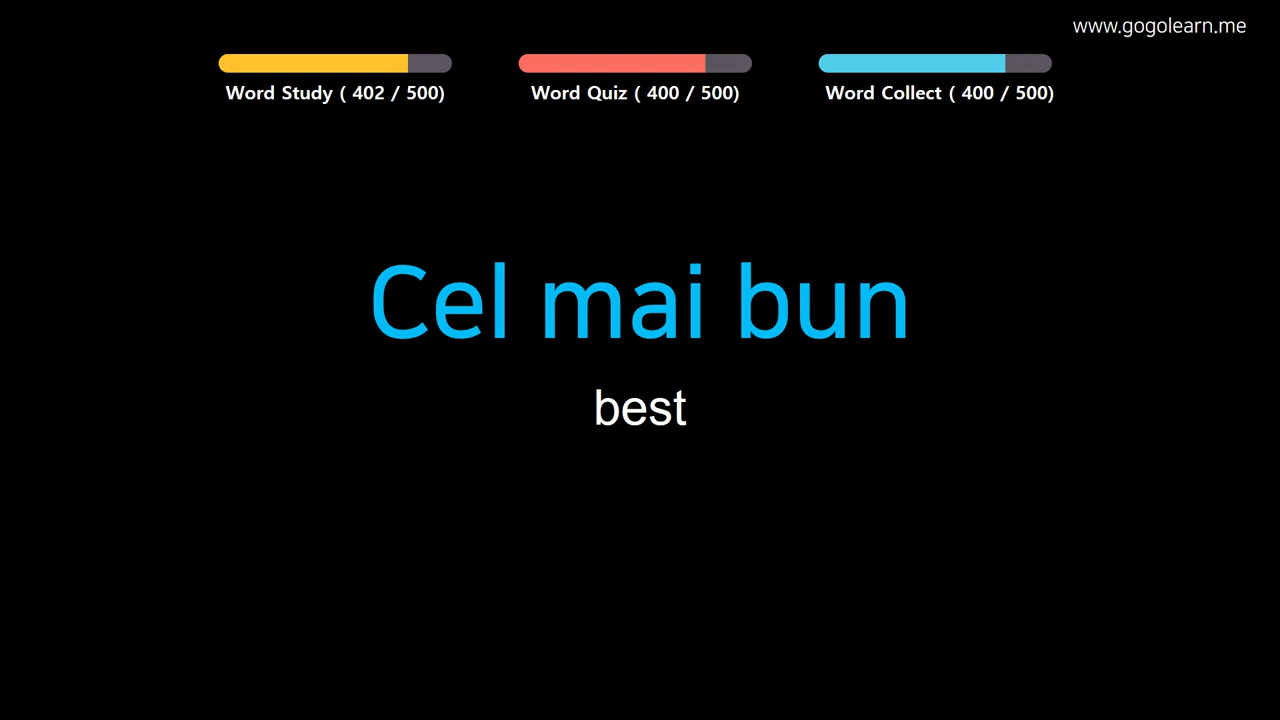 www.gogolearn.me
Word Study ( 402 / 500)
Word Quiz ( 400 / 500)
Word Collect ( 400 / 500)
Cel mai bun
best